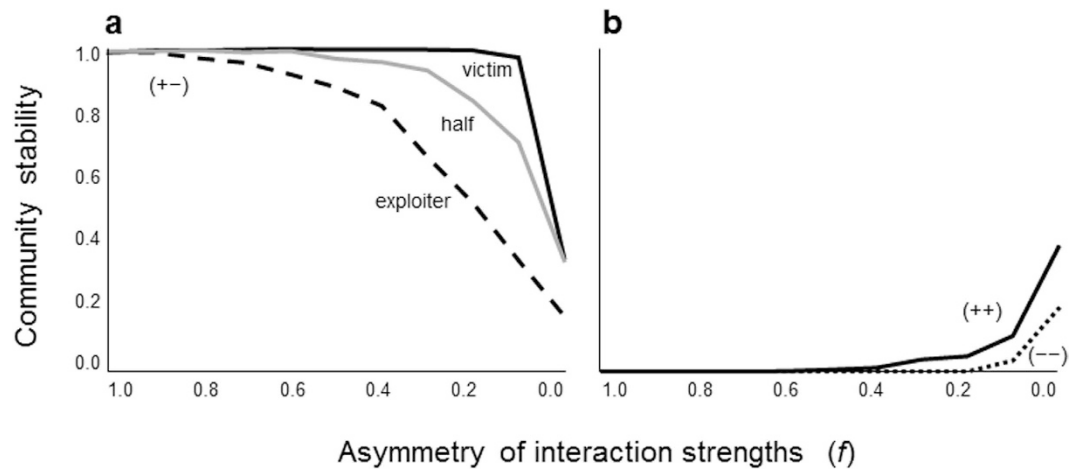 a
b
1.0
0.8
0.6
0.4
0.2
0.0
Community stability
(+−)
victim
half
exploiter
1.0 0.8 0.6 0.4 0.2 0.0
(++)
(−−)
1.0 0.8 0.6 0.4 0.2 0.0
Asymmetry of interaction strengths (f)